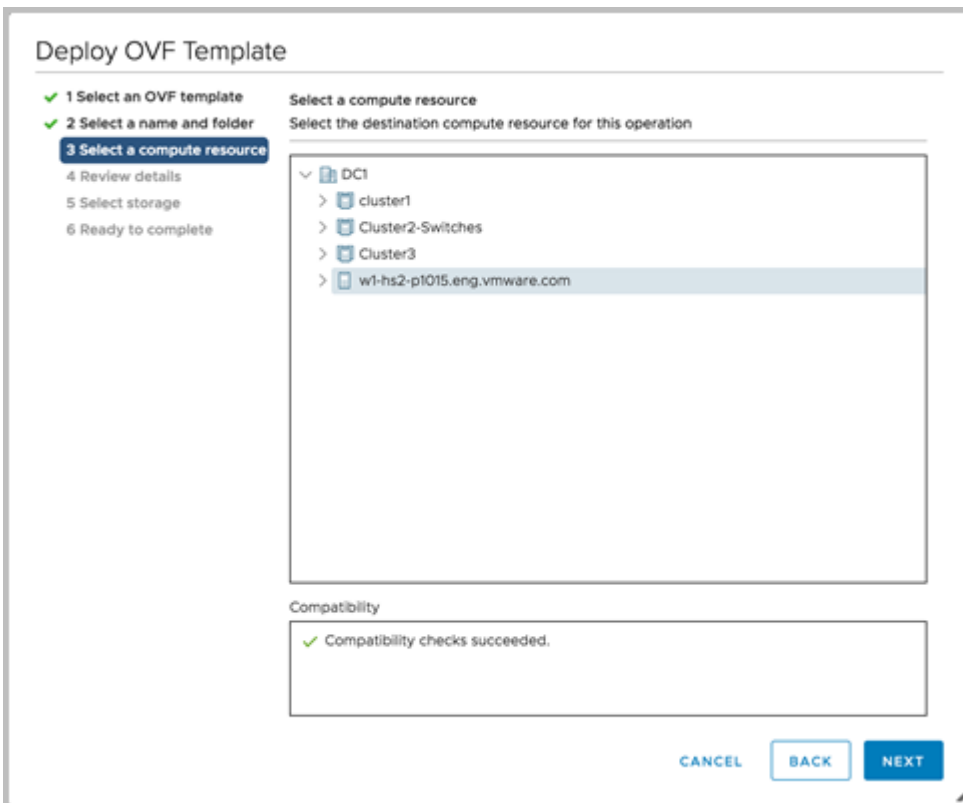 Deploy OVF Template
1 Select an OVF template
2 Select a name and folder
3 Select a compute resource
4 Review details
5 Select storage
6 Ready to complete
Select a compute resource
Select the destination compute resource for this operation
DC1
cluster1
Cluster2-Switches
Cluster3
w1-hs2-p1015.eng.vmware.com
Compatibility
Compatibility checks succeeded.
CANCEL
BACK
NEXT